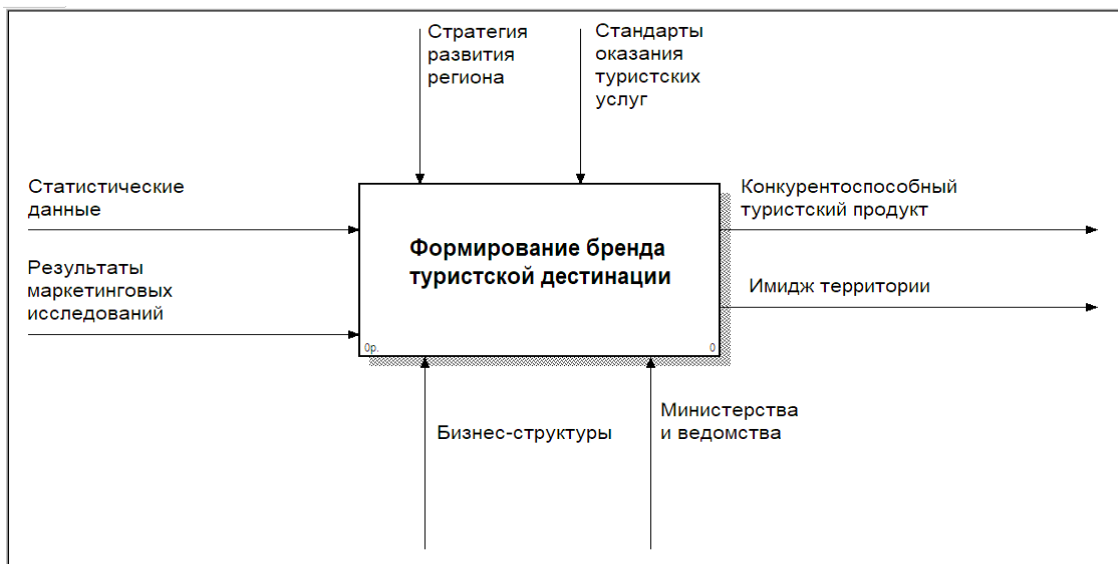 Стратегия
развития
региона
Стандарты
оказания
туристских
услуг
Статистические
данные
Результаты
маркетинговых
исследований
Формирование бренда
туристской дестинации
0р.
0
Конкурентоспособный
туристский продукт
Имидж территории
Бизнес-структуры
Министерства
и ведомства